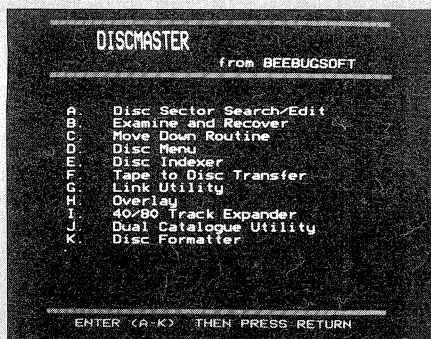 DISCMASTER
from BEEBUGSOFT
A. Disc Sector Search/Edit
B. Examine and Recover
C. Move Down Routine
D. Disc Menu
E. Disc Indexer
F. Tape to Disc Transfer
G. Link Utility
H. Overlay
I. 40/80 Track Expander
J. Dual Catalogue Utility
K. Disc Formatter
ENTER (A-K) THEN PRESS RETURN